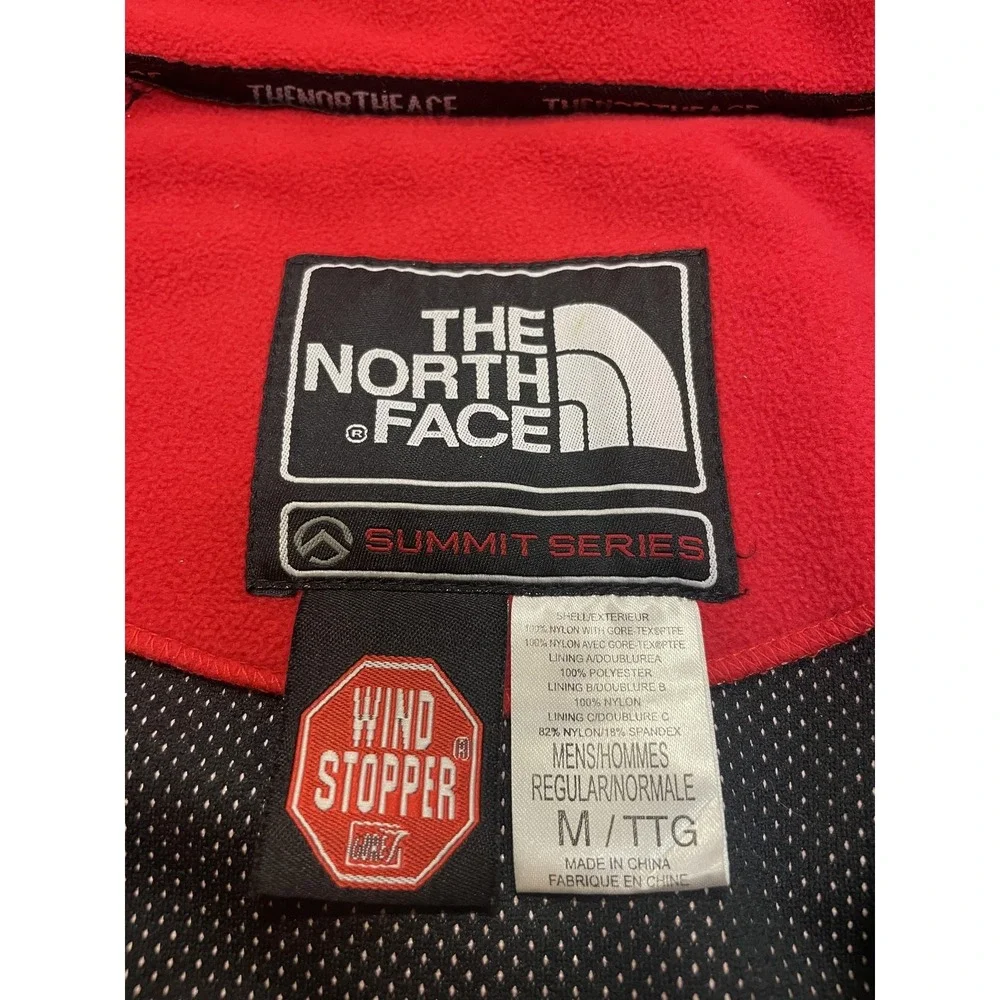 THENORTHFACE THENORTHFACE
THE
NORTH
® FACE
SUMMIT SERIES
WIND
STOPPER ®
GORE
SHELL/EXTERIEUR
100% NYLON WITH GORE-TEX®PTFE
100% NYLON AVEC GORE-TEX®PTFE
LINING A/DOUBLUREA
100% POLYESTER
LINING B/DOUBLURE B
100% NYLON
LINING C/DOUBLURE C
82% NYLON/18% SPANDEX
MENS/HOMMES
REGULAR/NORMALE
M / TTG
MADE IN CHINA
FABRIQUE EN CHINE